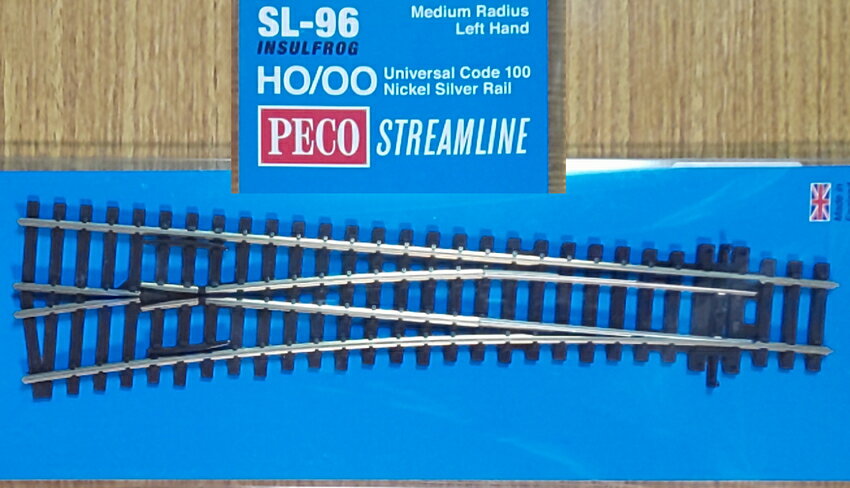 SL-96
INSULFROG
Medium Radius
Left Hand
HO/OO
Universal Code 100
Nickel Silver Rail
PECO STREAMLINE